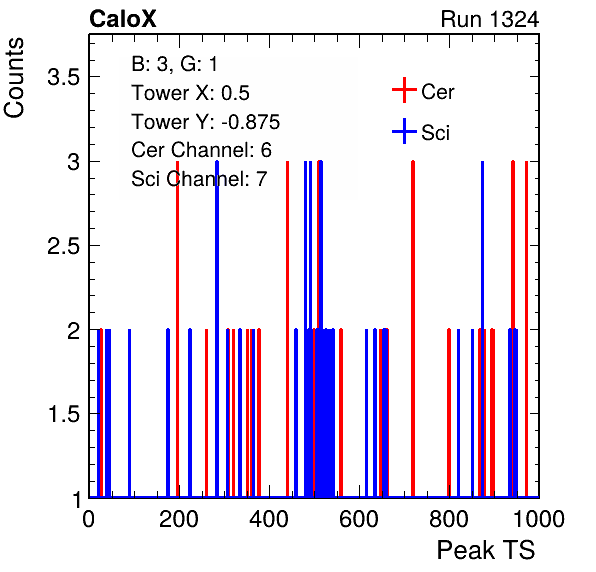 CaloX Run 1324
Counts
B: 3, G: 1
Tower X: 0.5
Tower Y: -0.875
Cer Channel: 6
Sci Channel: 7
Cer
Sci
3.5
3
2.5
2
1.5
1
0 200 400 600 800 1000
Peak TS